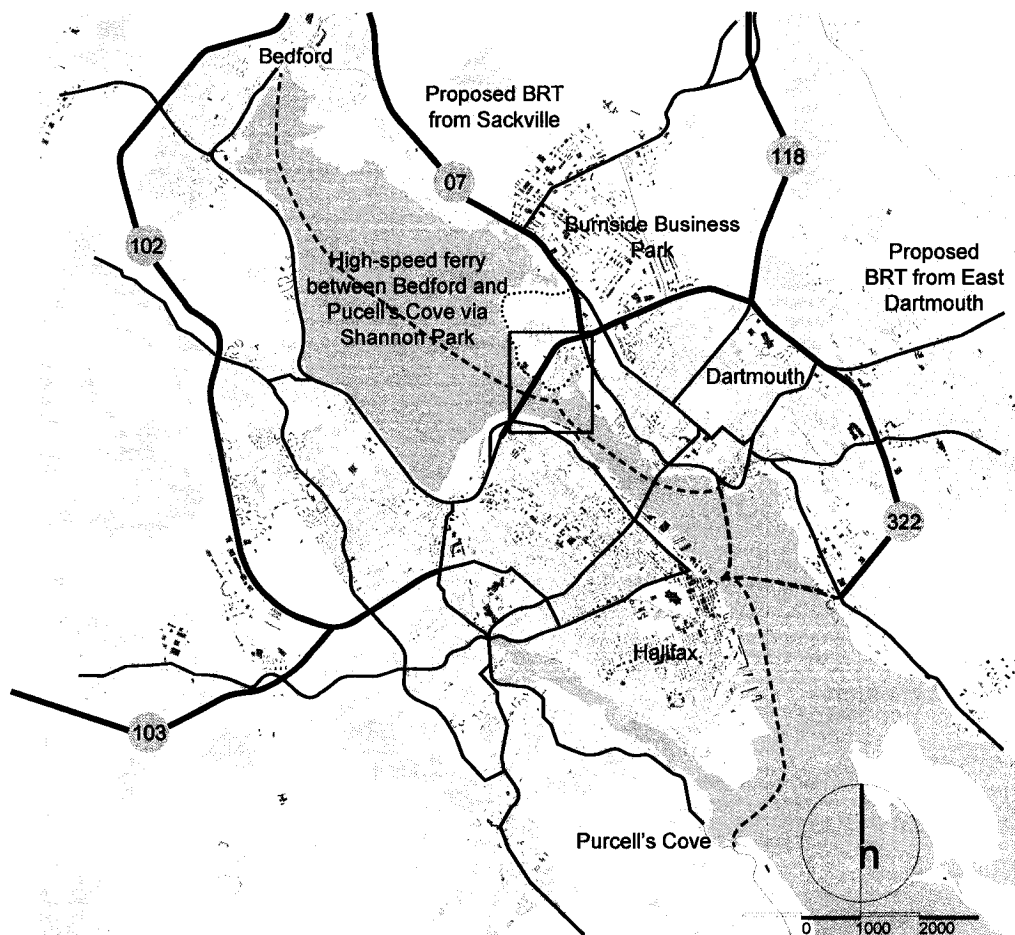 Bedford
Proposed BRT
from Sackville
118
07
Burnside Business
Park
102
Proposed
BRT from East
Dartmouth
High-speed ferry
between Bedford and
Pucell's Cove via
Shannon Park
Dartmouth
322
Halifax
103
Purcell's Cove
n
0 1000 2000